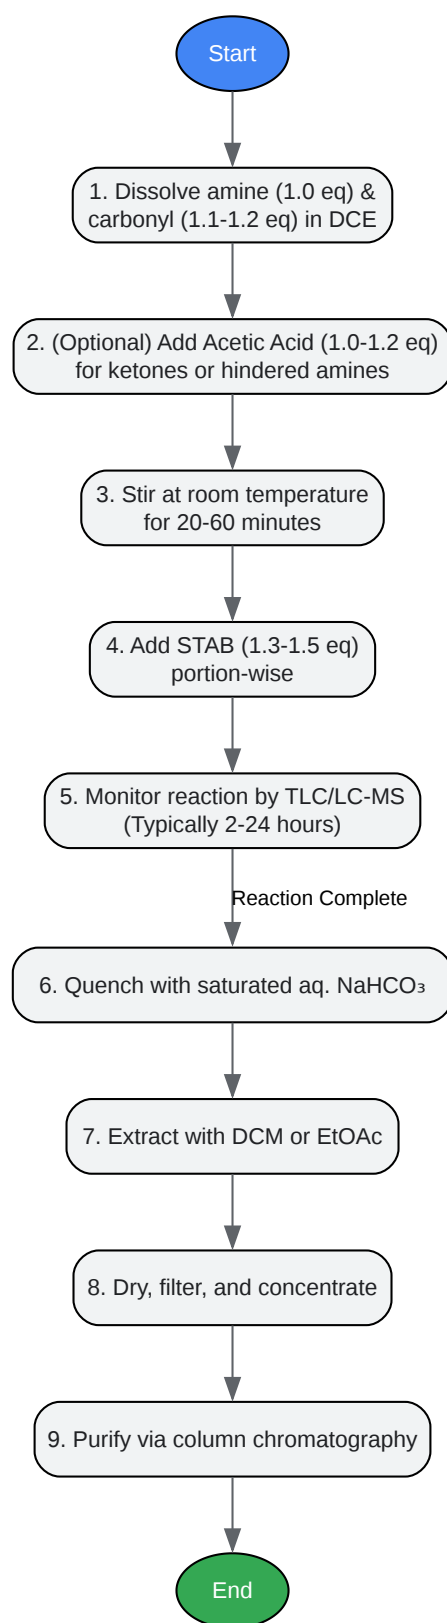 Start
1. Dissolve amine (1.0 eq) &
carbonyl (1.1-1.2 eq) in DCE
2. (Optional) Add Acetic Acid (1.0-1.2 eq)
for ketones or hindered amines
3. Stir at room temperature
for 20-60 minutes
4. Add STAB (1.3-1.5 eq)
portion-wise
5. Monitor reaction by TLC/LC-MS
(Typically 2-24 hours)
Reaction Complete
6. Quench with saturated aq. NaHCO₃
7. Extract with DCM or EtOAc
8. Dry, filter, and concentrate
9. Purify via column chromatography
End